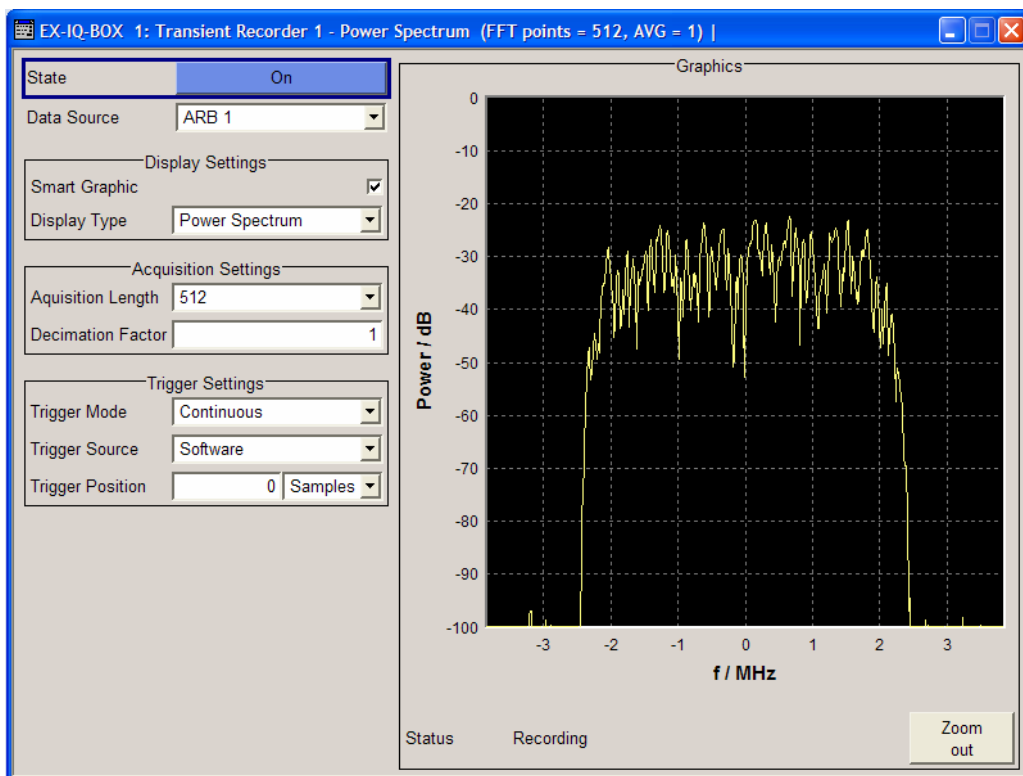 EX-IQ-BOX 1: Transient Recorder 1 - Power Spectrum (FFT points = 512, AVG = 1) |
State On
Data Source ARB 1
Display Settings
Smart Graphic
Display Type Power Spectrum
Acquisition Settings
Aquisition Length 512
Decimation Factor 1
Trigger Settings
Trigger Mode Continuous
Trigger Source Software
Trigger Position 0 Samples
Graphics
0
-10
-20
-30
-40
-50
-60
-70
-80
-90
-100
Power / dB
-3 -2 -1 0 1 2 3
f / MHz
Status Recording
Zoom
out